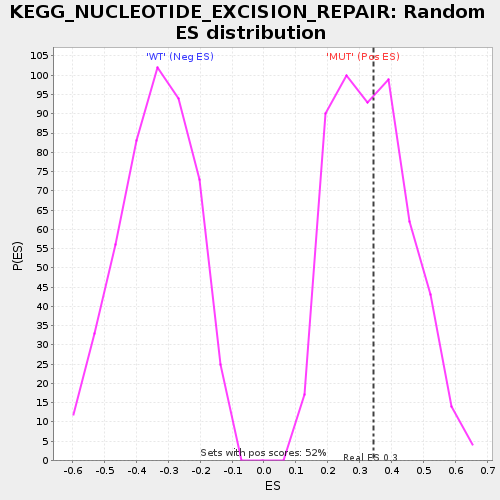 KEGG_NUCLEOTIDE_EXCISION_REPAIR: Random
ES distribution
'WT' (Neg ES)
'MUT' (Pos ES)
105
100
95
90
85
80
75
70
65
60
55
50
45
40
35
30
25
20
15
10
5
0
P(ES)
Sets with pos scores: 52%
Real ES 0.3
-0.6 -0.5 -0.4 -0.3 -0.2 -0.1 0.0 0.1 0.2 0.3 0.4 0.5 0.6 0.7
ES